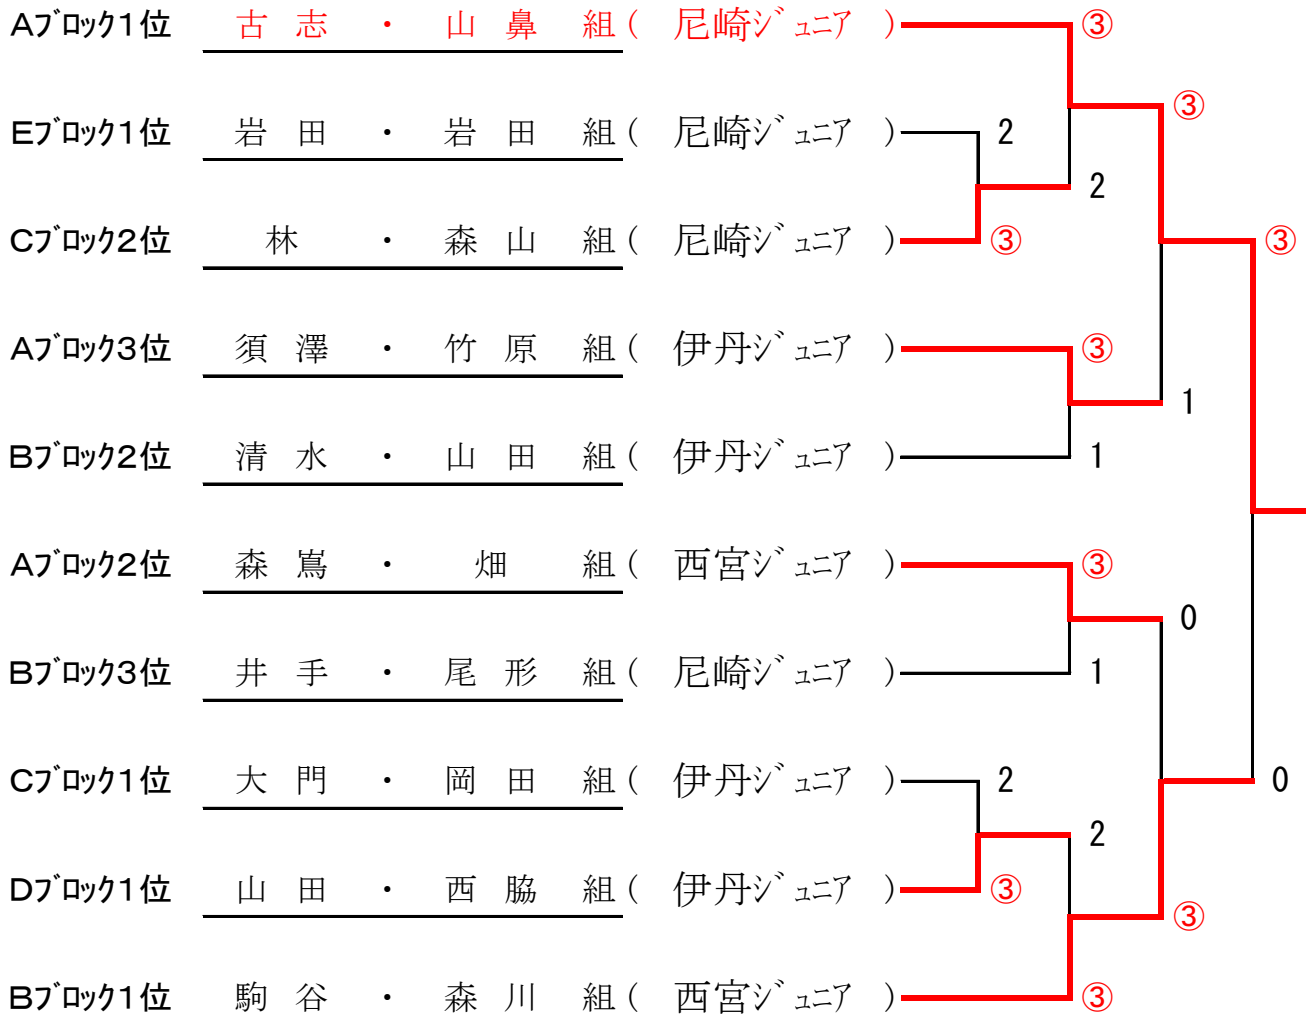 Aブロック1位 古志・山鼻組(尼崎ジュニア) ③
③
Eブロック1位 岩田・岩田組(尼崎ジュニア) 2
2
Cブロック2位 林・森山組(尼崎ジュニア) ③
③
Aブロック3位 須澤・竹原組(伊丹ジュニア) ③
1
Bブロック2位 清水・山田組(伊丹ジュニア) 1
Aブロック2位 森嶌・畑組(西宮ジュニア) ③
0
Bブロック3位 井手・尾形組(尼崎ジュニア) 1
Cブロック1位 大門・岡田組(伊丹ジュニア) 2
0
2
Dブロック1位 山田・西脇組(伊丹ジュニア) ③
③
Bブロック1位 駒谷・森川組(西宮ジュニア) ③